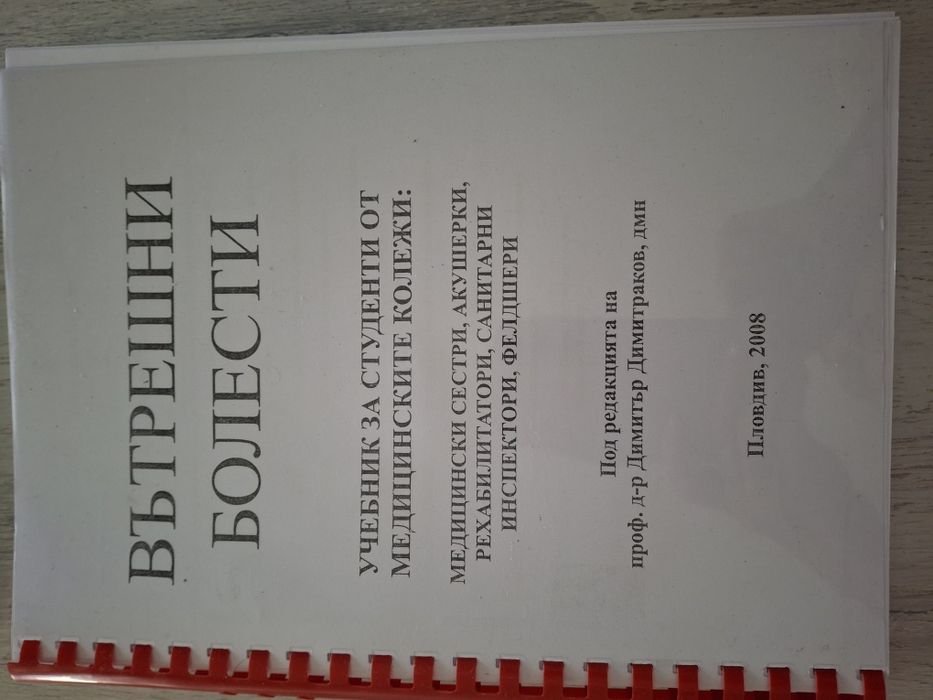 ВЪТРЕШНИ
БОЛЕСТИ
УЧЕБНИК ЗА СТУДЕНТИ ОТ
МЕДИЦИНСКИТЕ КОЛЕЖИ:
МЕДИЦИНСКИ СЕСТРИ, АКУШЕРКИ,
РЕХАБИЛИТАТОРИ, САНИТАРНИ
ИНСПЕКТОРИ, ФЕЛДШЕРИ
Под редакцията на
проф. д-р Димитър Димитраков, дмн
Пловдив, 2008